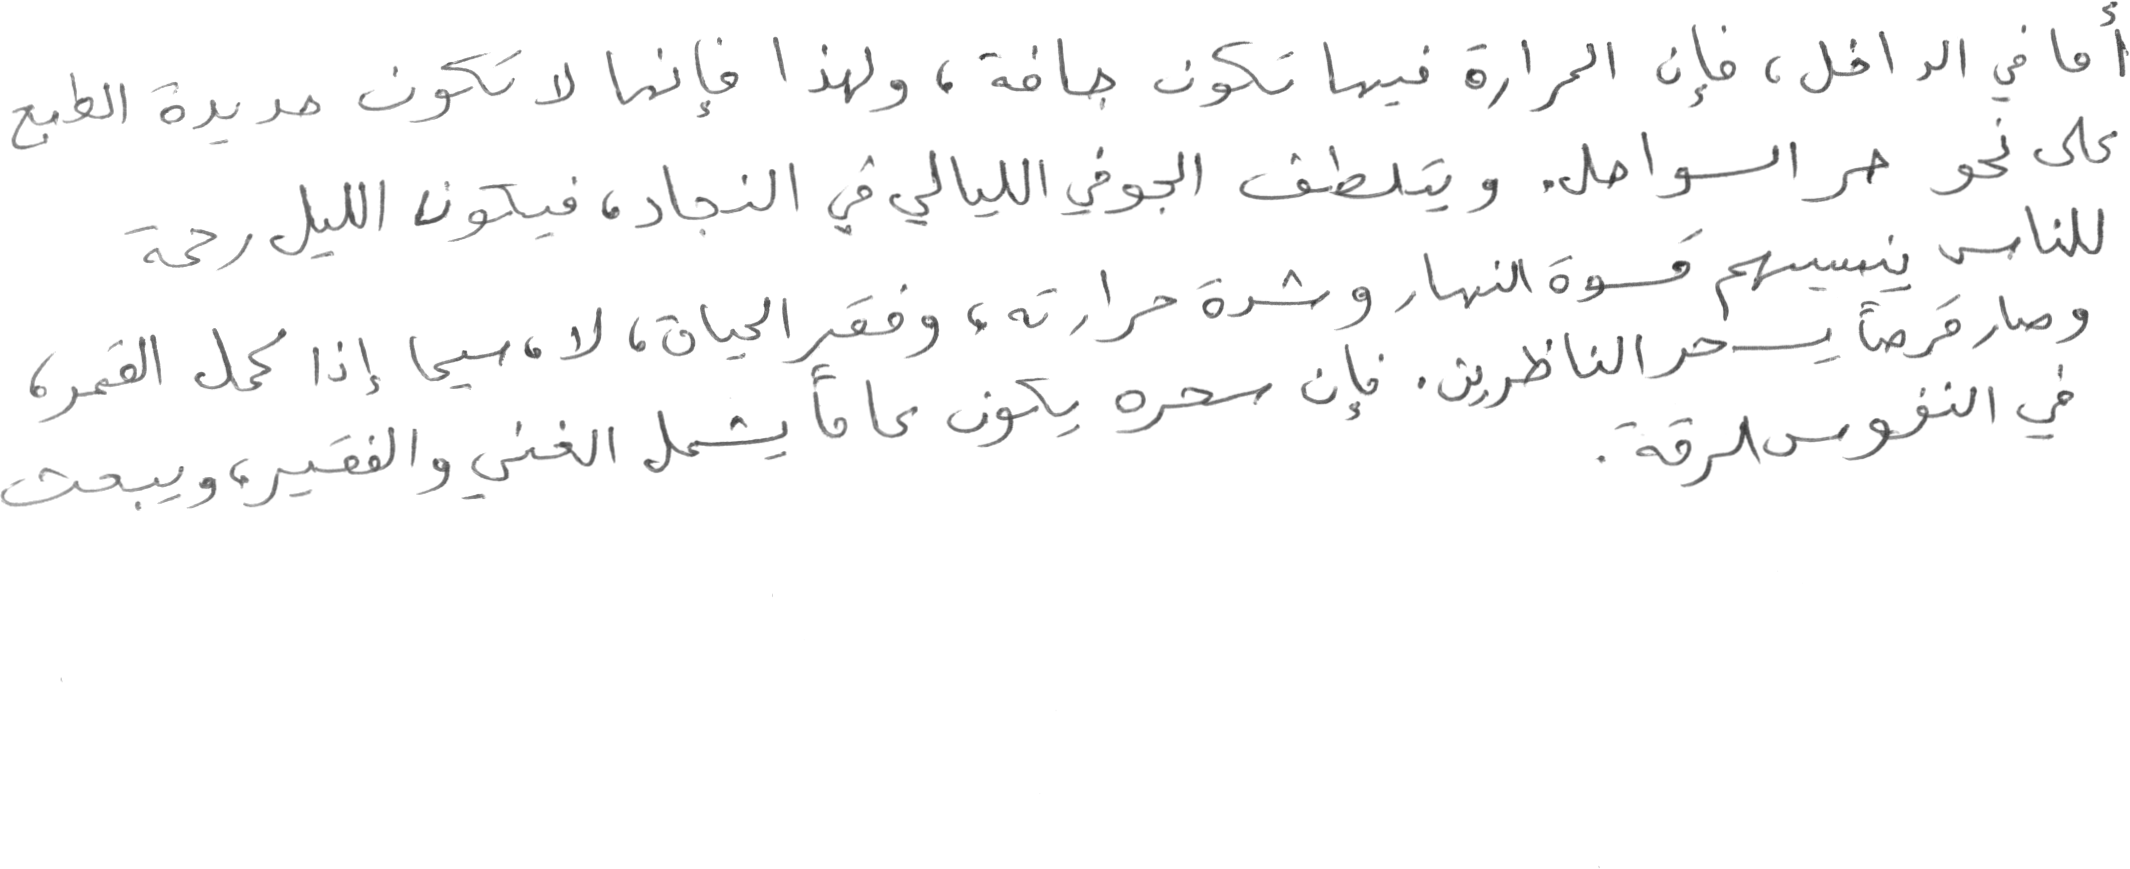 أما في الداخل، فإن الحرارة فيها تكون جافة، ولهذا فإنها لا تكون حديدة الطبع
على نحو حر السواحل. ويتلطف الجو في الليالي في النجاد، فيكون الليل رحمة
للناس ينسيهم قسوة النهار وشدة حرارته، وفقر الحياة، لا، سيما إذا كمل القمر،
وصار قرصاً يسحر الناظرين. فإن سحره يكون عاماً يشمل الغني والفقير، ويبعث
في النفوس الرقة.